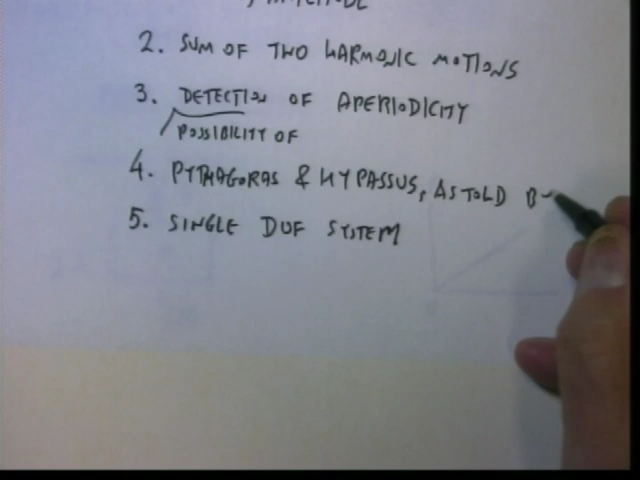 2. SUM OF TWO HARMONIC MOTIONS
3. DETECTION OF APERIODICITY
POSSIBILITY OF
4. PYTHAGORAS & HYPASSUS, AS TOLD B
5. SINGLE DOF SYSTEM